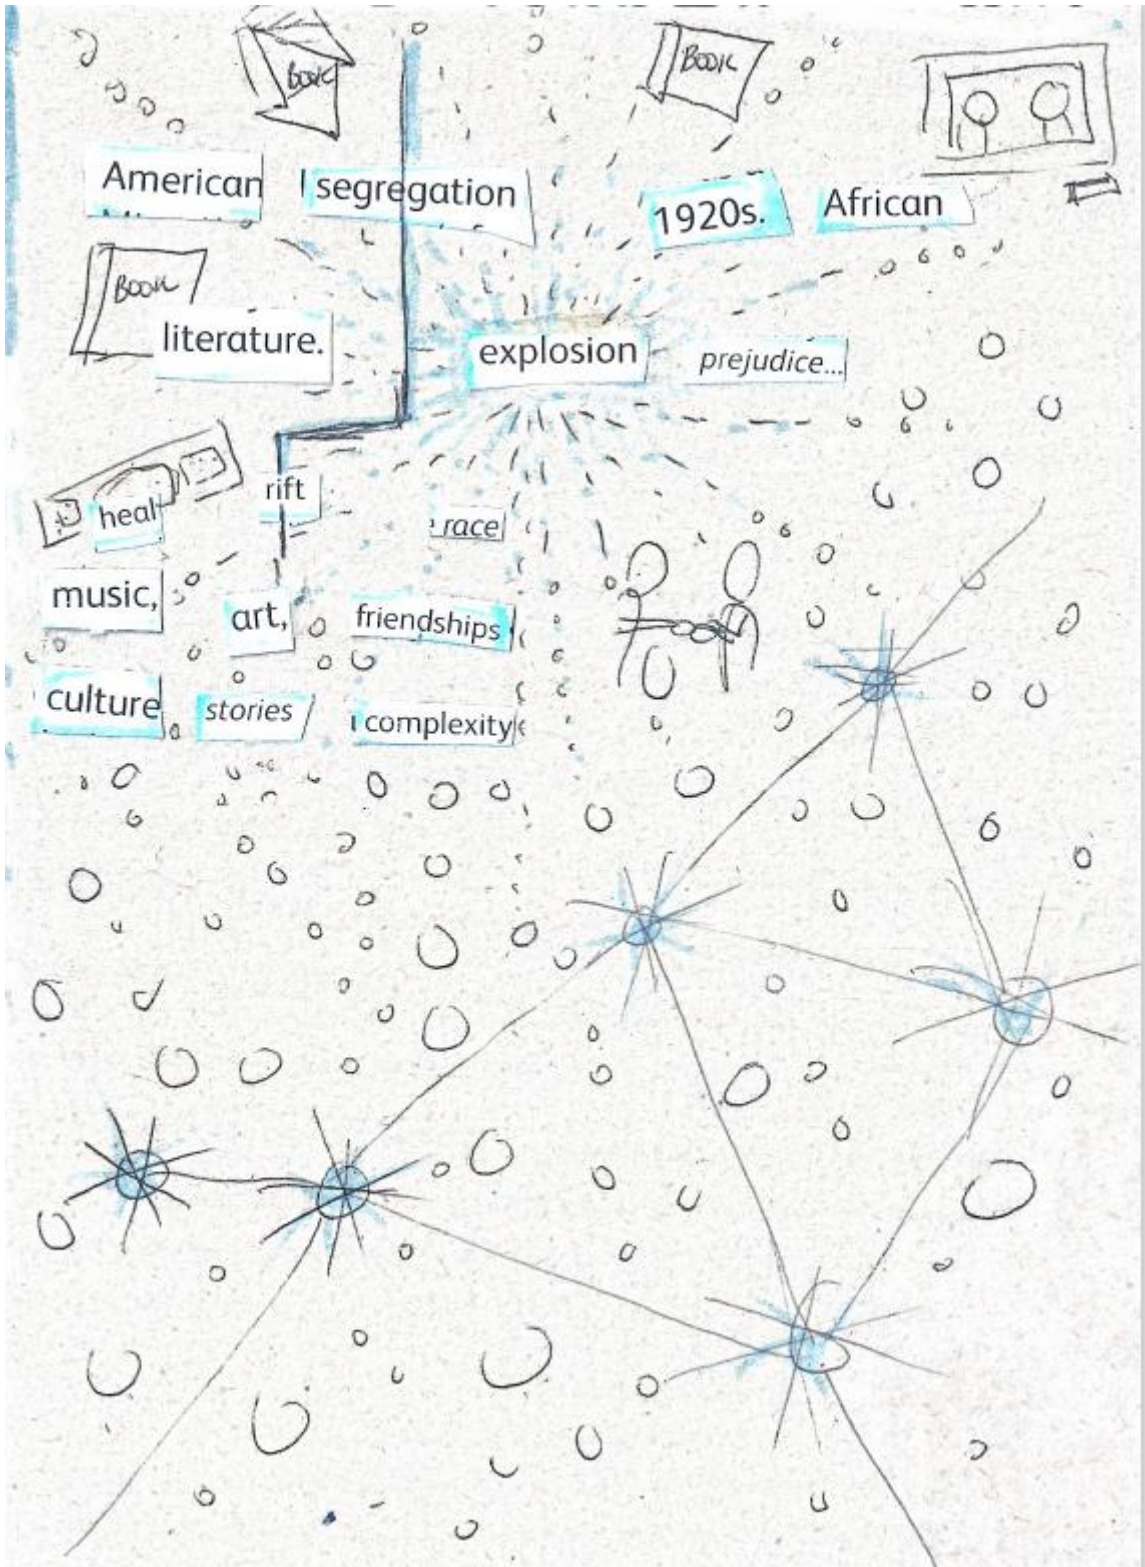 BOOK
BOOK
American
segregation
1920s.
African
BOOK
literature.
explosion
prejudice...
heal
rift
race
music,
art,
friendships
culture
stories
complexity